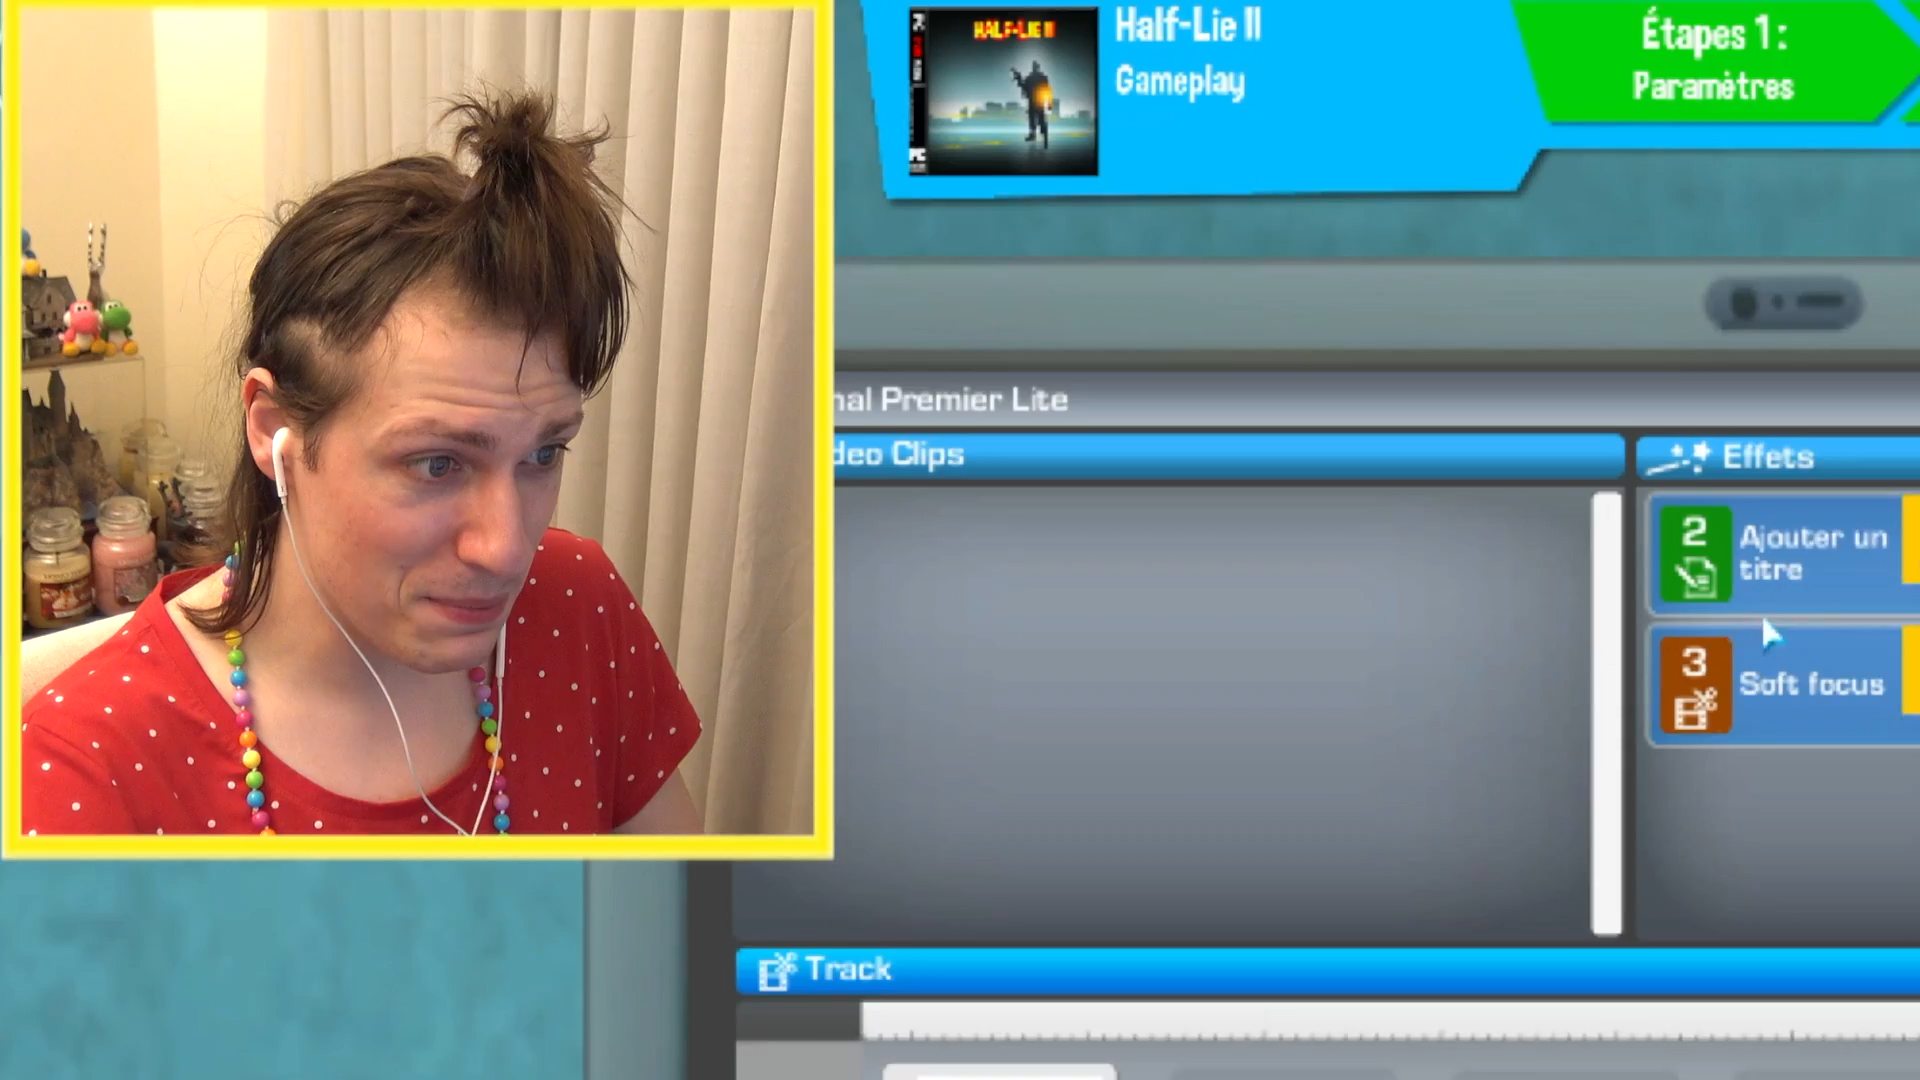 HALF-LIE II
PC
Half-Lie II
Gameplay
Étapes 1 :
Paramètres
nal Premier Lite
deo Clips
Effets
2
Ajouter un
titre
3
Soft focus
Track